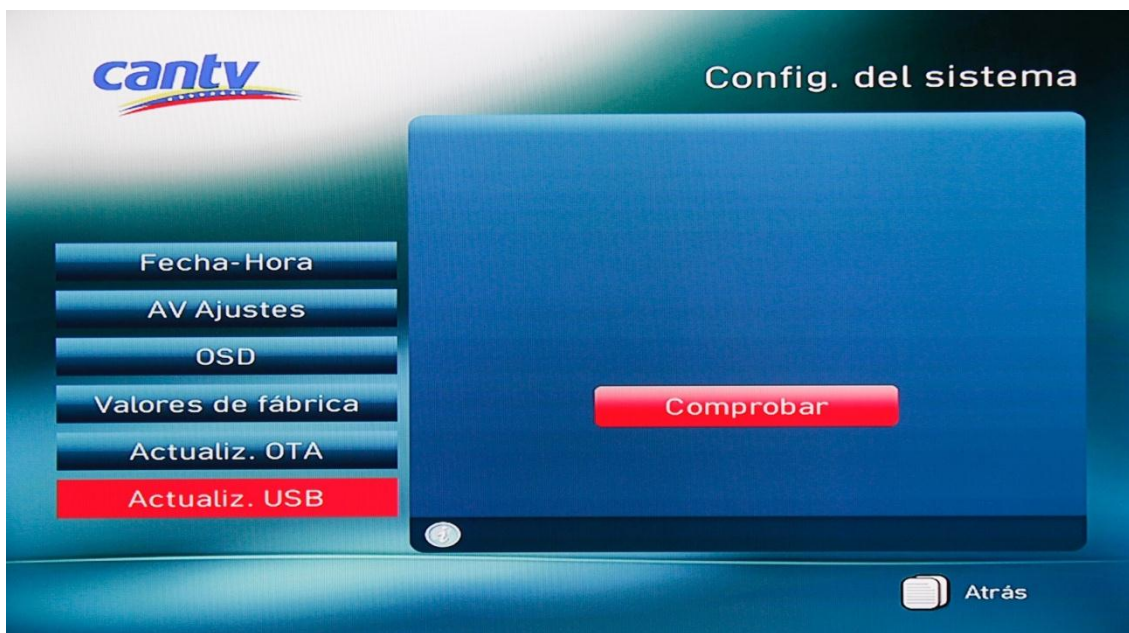 cantv
Config. del sistema
Fecha-Hora
AV Ajustes
OSD
Valores de fábrica
Actualiz. OTA
Actualiz. USB
Comprobar
Atrás